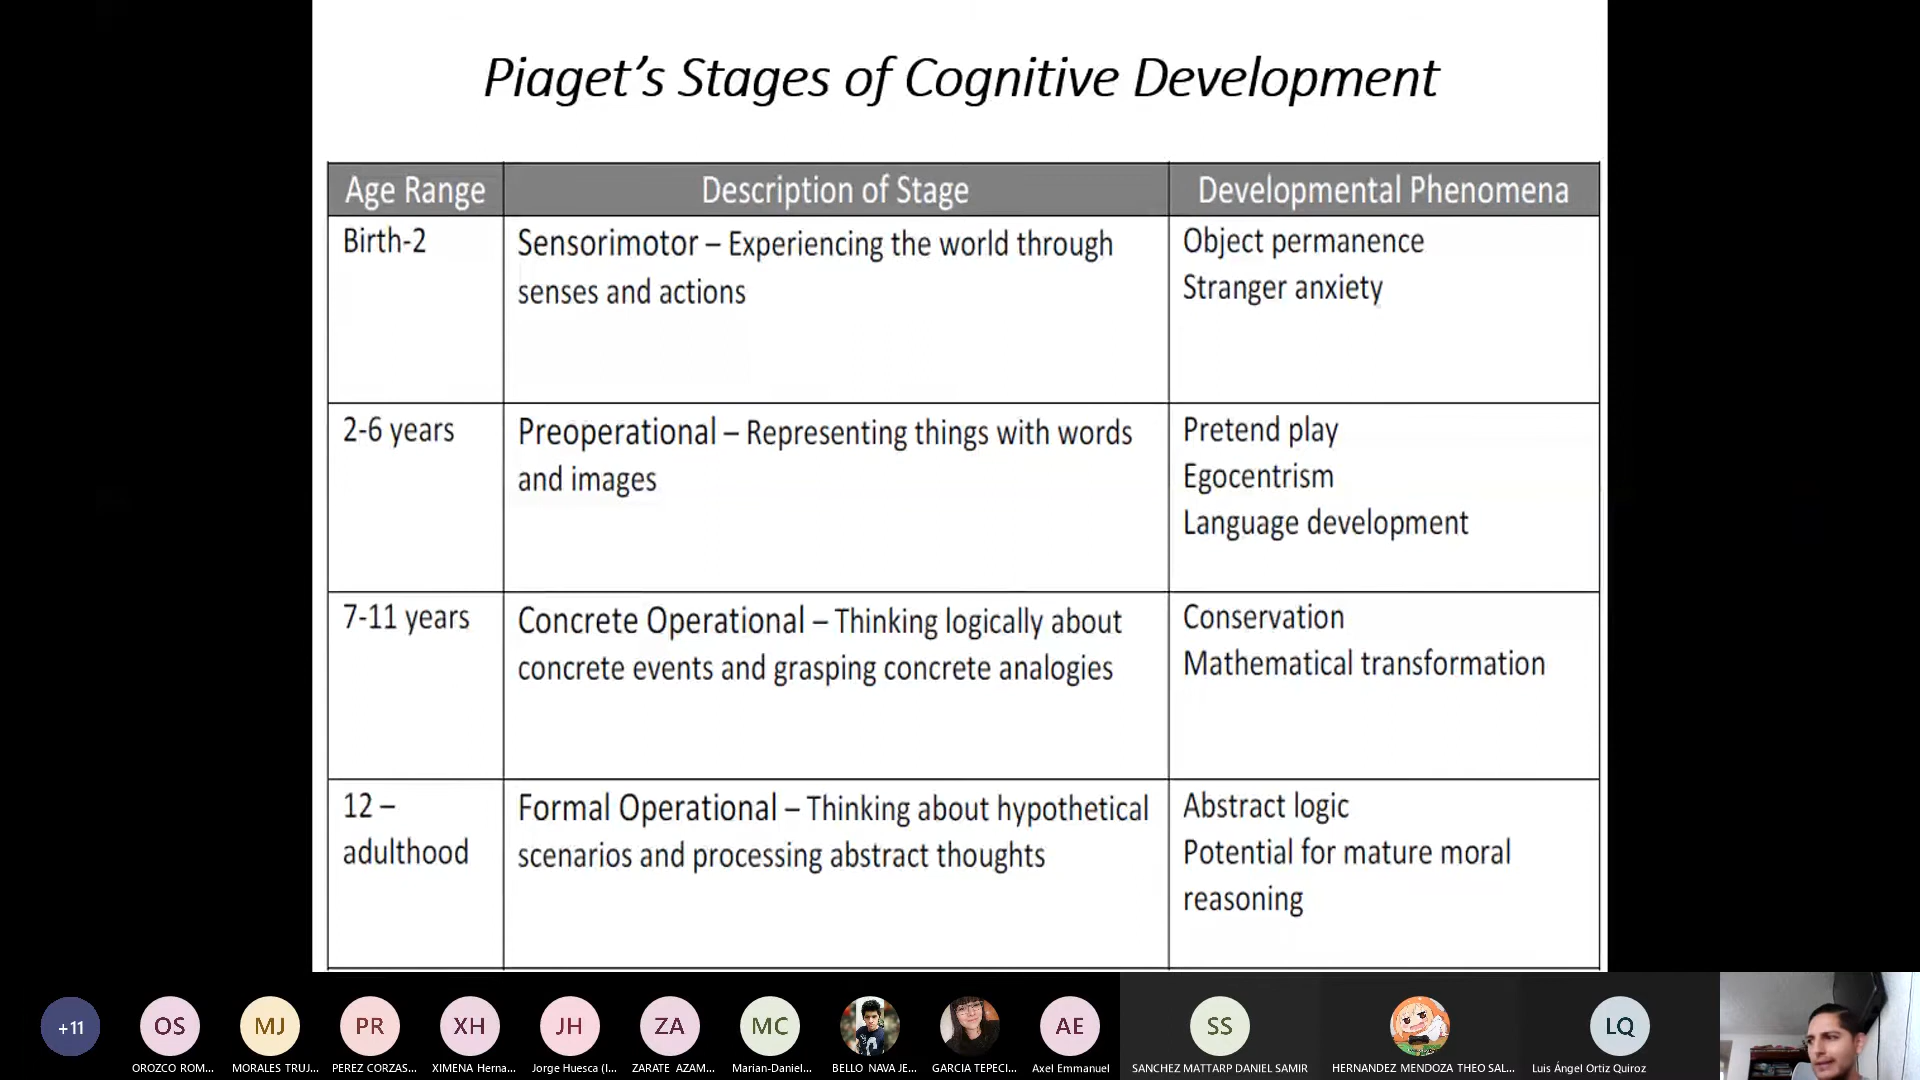 Piaget's Stages of Cognitive Development
Age Range
Description of Stage
Developmental Phenomena
Birth-2
Sensorimotor – Experiencing the world through
senses and actions
Object permanence
Stranger anxiety
2-6 years
Preoperational – Representing things with words
and images
Pretend play
Egocentrism
Language development
7-11 years
Concrete Operational – Thinking logically about
concrete events and grasping concrete analogies
Conservation
Mathematical transformation
12 –
adulthood
Formal Operational – Thinking about hypothetical
scenarios and processing abstract thoughts
Abstract logic
Potential for mature moral
reasoning
+11
OS
MJ
PR
XH
JH
ZA
MC
AE
SS
LQ
OROZCO ROM...
MORALES TRUJ...
PEREZ CORZAS...
XIMENA Herna...
Jorge Huesca (I...
ZARATE AZAM...
Marian-Daniel...
BELLO NAVA JE...
GARCIA TEPECI...
Axel Emmanuel
SANCHEZ MATTARP DANIEL SAMIR
HERNANDEZ MENDOZA THEO SAL...
Luis Ángel Ortiz Quiroz